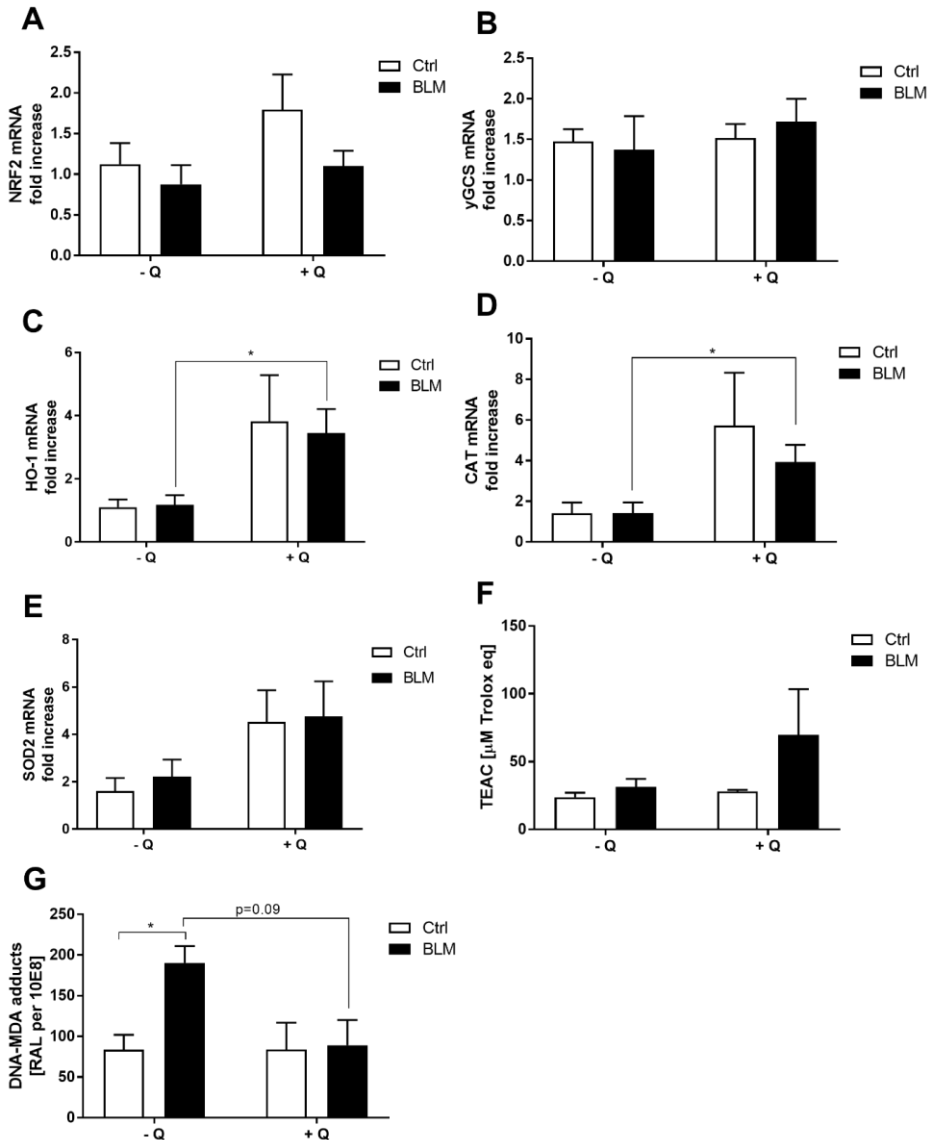 A
NRF2 mRNA
fold increase
2.5
2.0
1.5
1.0
0.5
0.0
- Q
+ Q
Ctrl
BLM
B
yGCS mRNA
fold increase
2.5
2.0
1.5
1.0
0.5
0.0
- Q
+ Q
Ctrl
BLM
C
HO-1 mRNA
fold increase
6
4
2
0
*
- Q
+ Q
Ctrl
BLM
D
CAT mRNA
fold increase
10
8
6
4
2
0
*
- Q
+ Q
Ctrl
BLM
E
SOD2 mRNA
fold increase
8
6
4
2
0
- Q
+ Q
Ctrl
BLM
F
TEAC [µM Trolox eq]
150
100
50
0
- Q
+ Q
Ctrl
BLM
G
DNA-MDA adducts
[RAL per 10E8]
250
200
150
100
50
0
*
p=0.09
- Q
+ Q
Ctrl
BLM